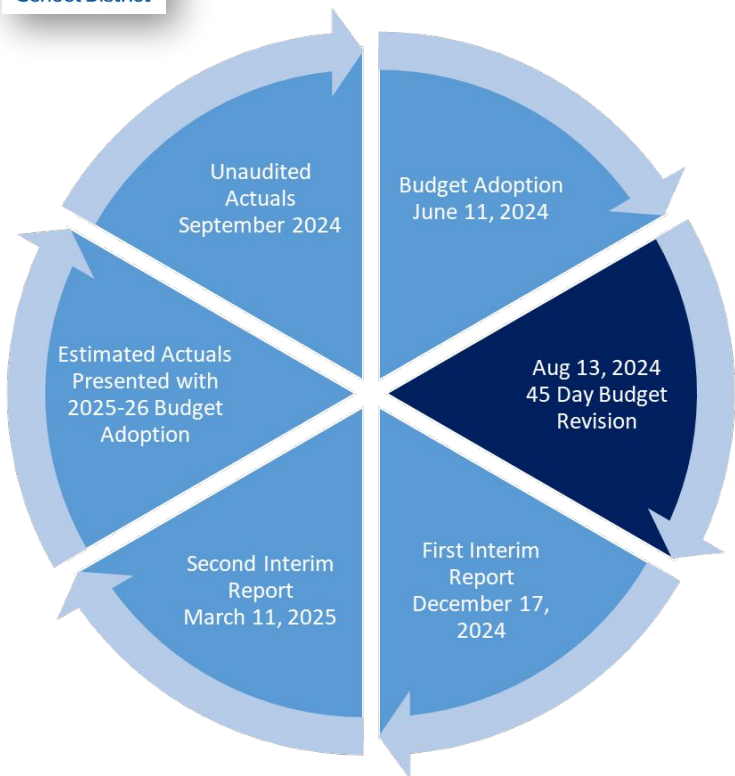 School District
Unaudited
Actuals
September 2024
Budget Adoption
June 11, 2024
Aug 13, 2024
45 Day Budget
Revision
First Interim
Report
December 17,
2024
Second Interim
Report
March 11, 2025
Estimated Actuals
Presented with
2025-26 Budget
Adoption